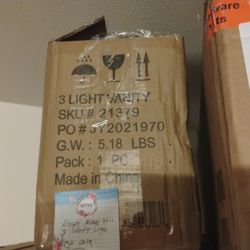 3 LIGHT VANITY
SKU# 21379
PO # JY2021970
G.W. : 5.18 LBS
Pack : 1 PC
Made in China